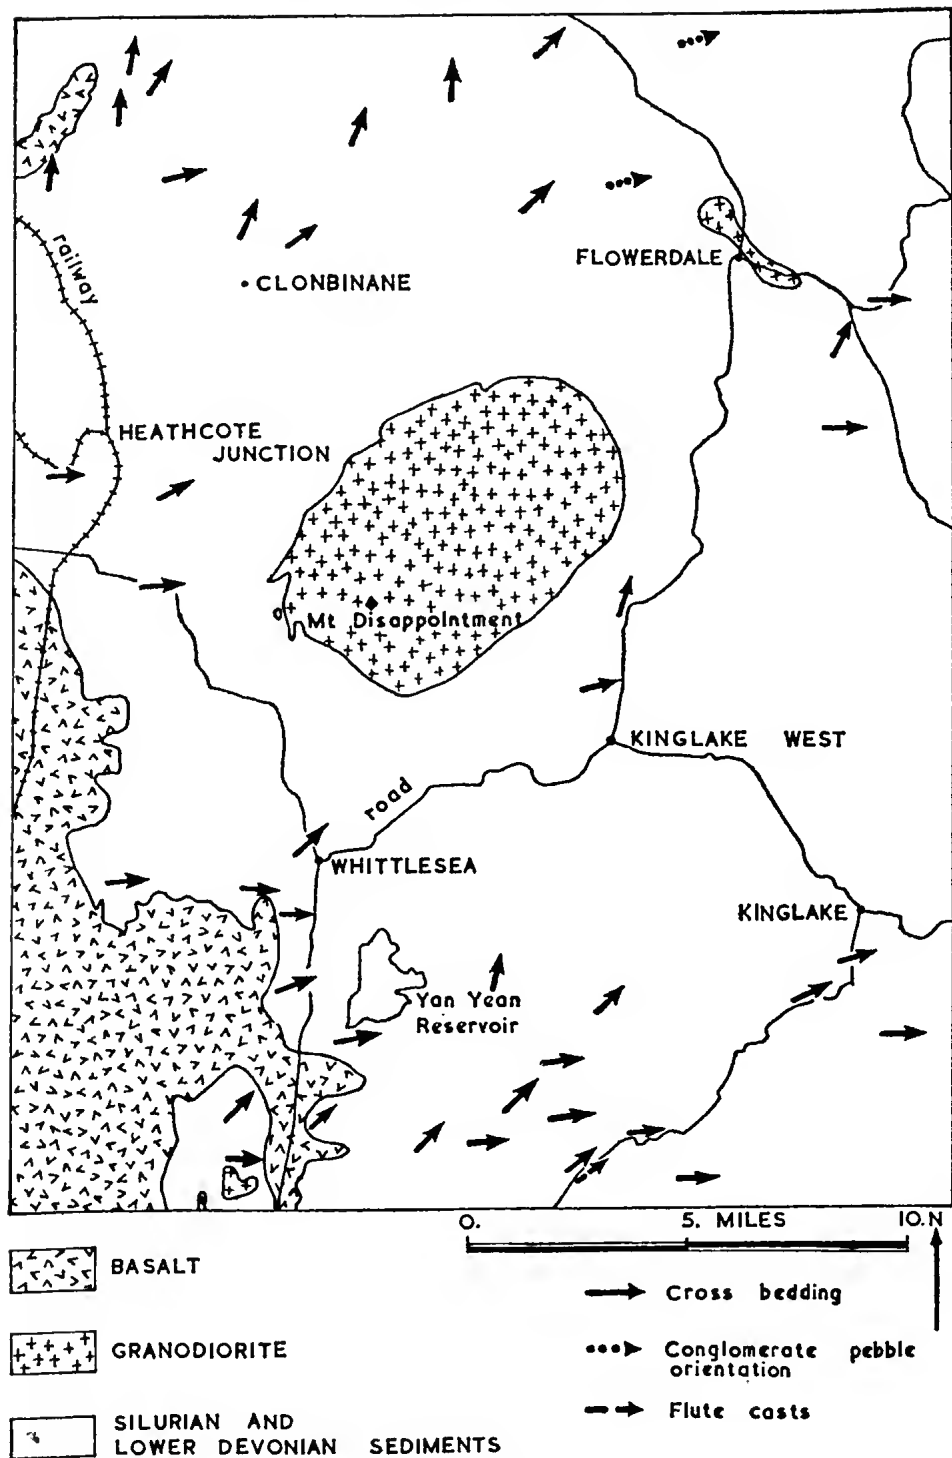 railway
CLONBINANE
FLOWERDALE
HEATHCOTE
JUNCTION
Mt Disappointment
KINGLAKE WEST
road
WHITTLESEA
KINGLAKE
Yan Yean
Reservoir
0. 5. MILES 10. N
BASALT
GRANODIORITE
SILURIAN AND
LOWER DEVONIAN SEDIMENTS
Cross bedding
Conglomerate pebble
orientation
Flute casts